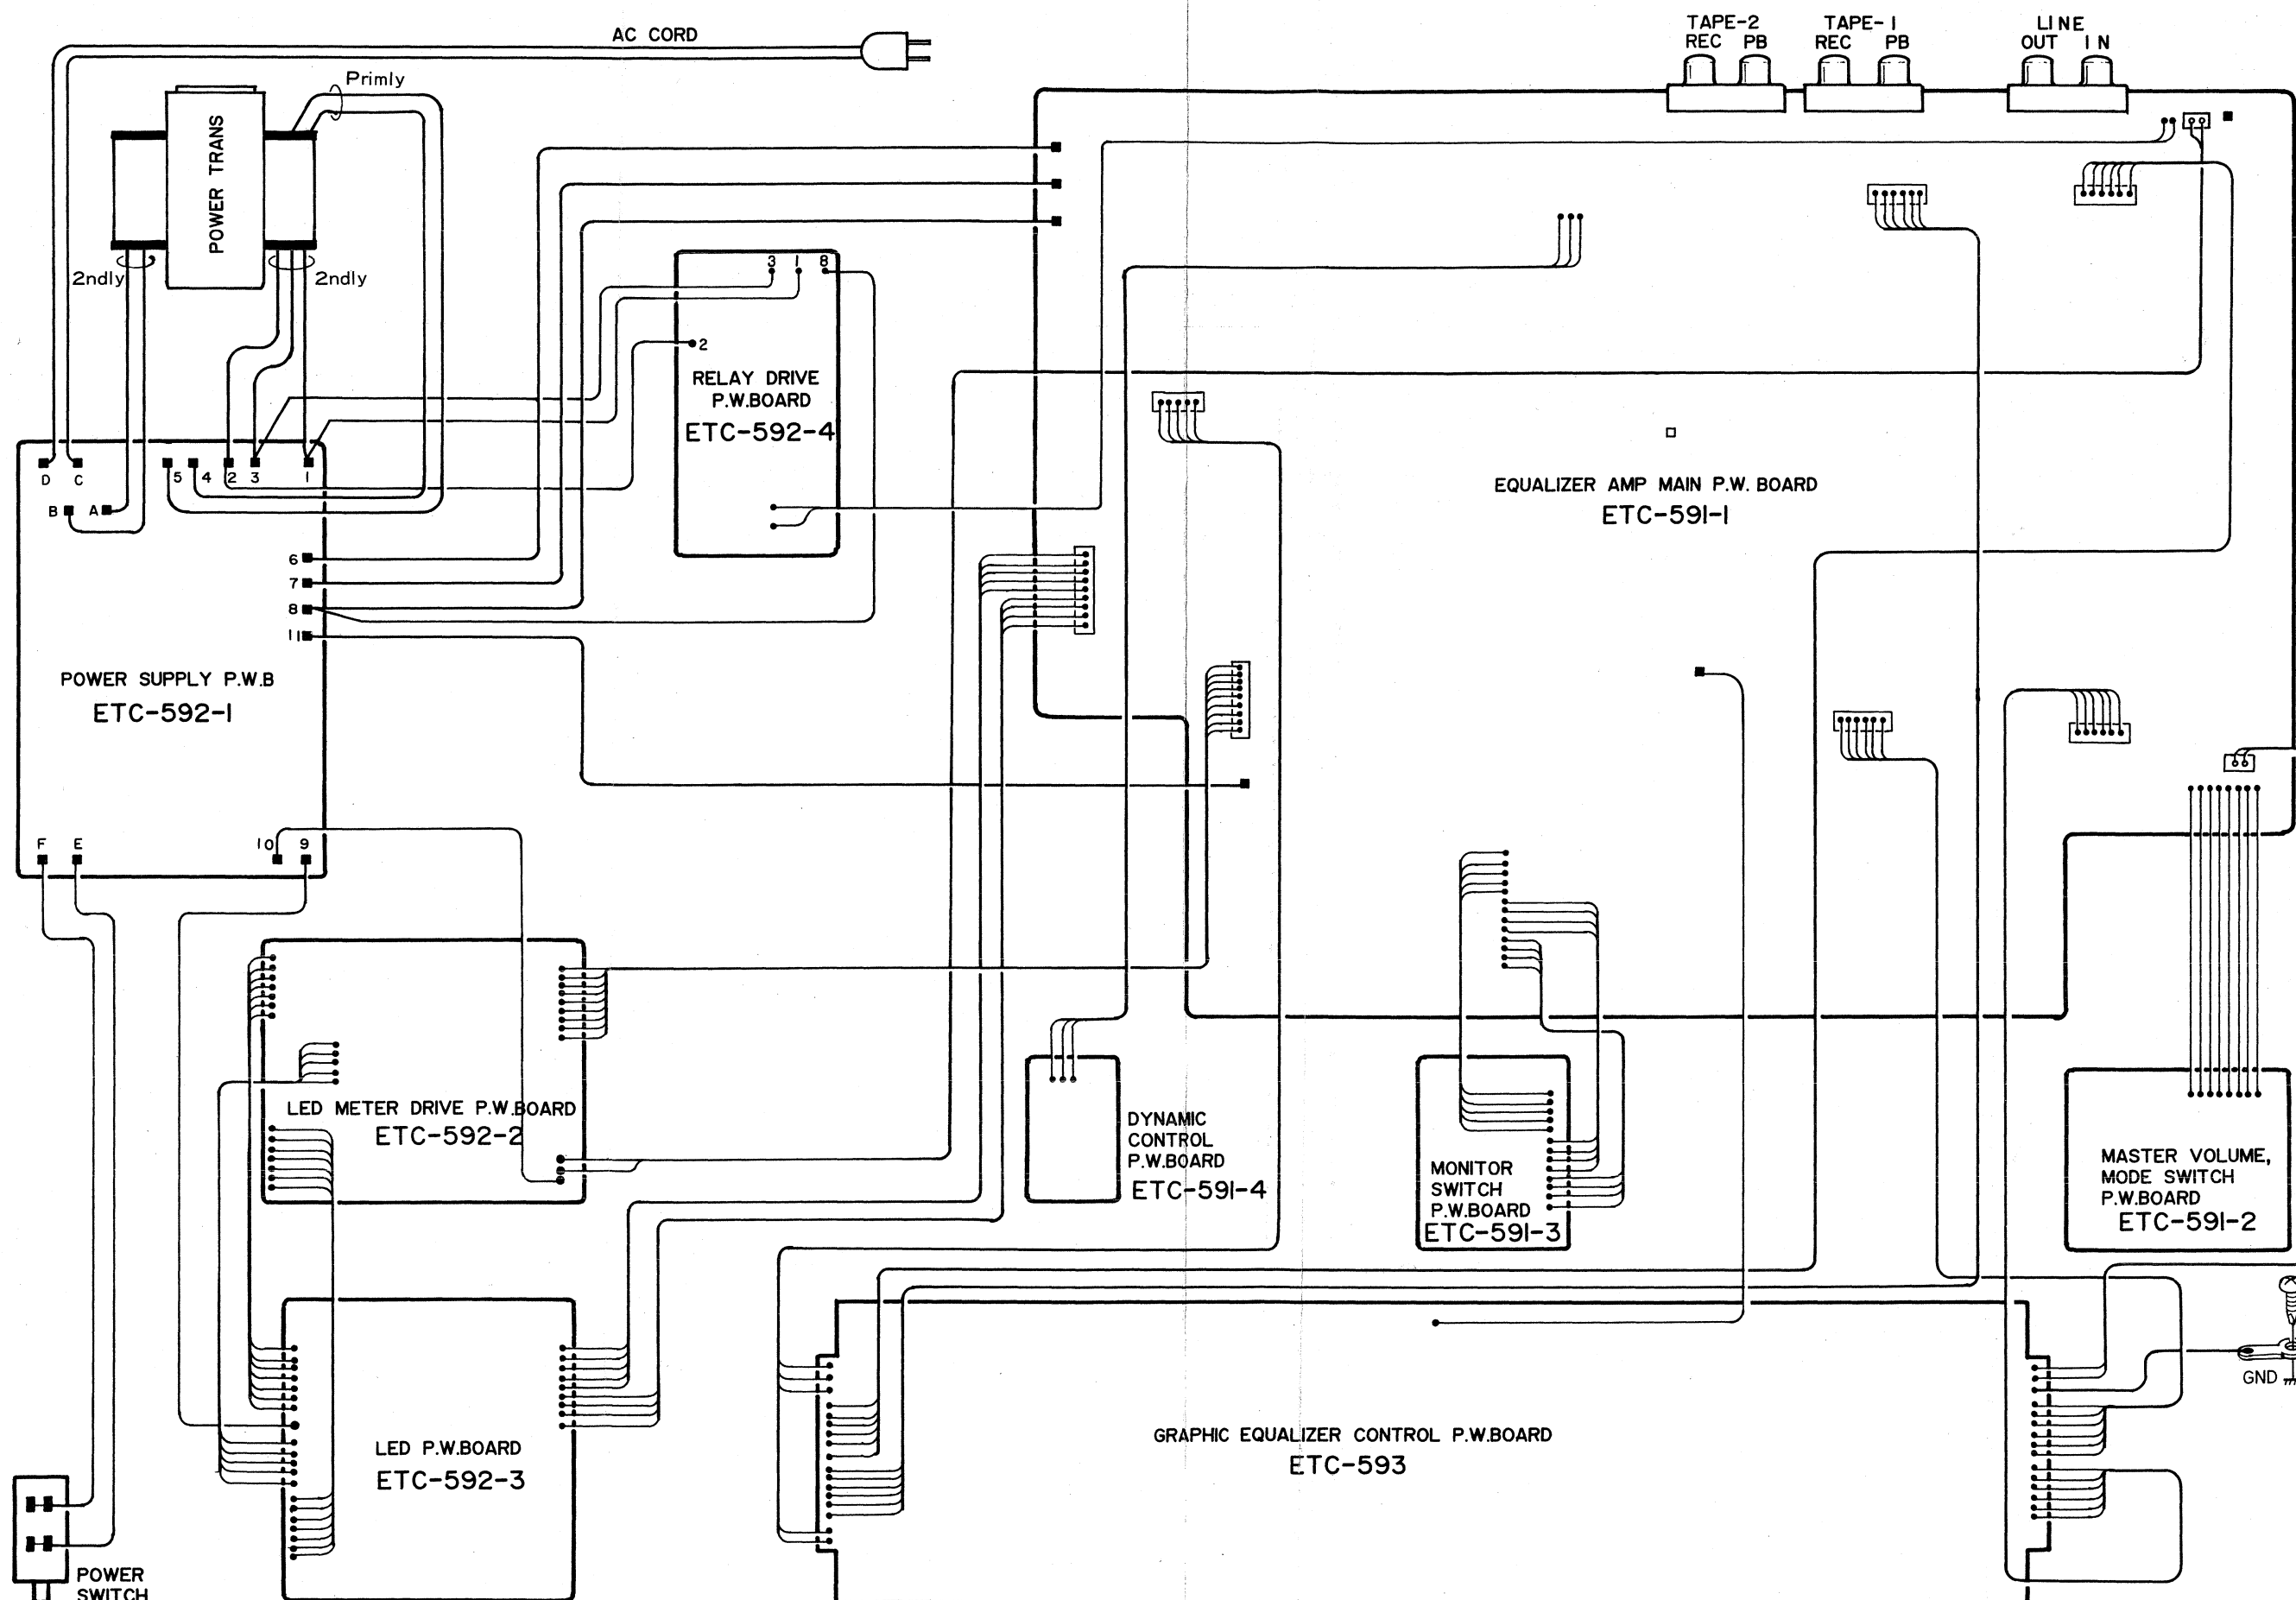 AC CORD
TAPE-2
REC PB
TAPE-1
REC PB
LINE
OUT IN
Primly
POWER TRANS
2ndly
2ndly
3 1 8
2
RELAY DRIVE
P.W.BOARD
ETC-592-4
D C
5 4 2 3 1
B A
6
7
8
11
EQUALIZER AMP MAIN P.W. BOARD
ETC-591-1
POWER SUPPLY P.W.B
ETC-592-1
F E
10 9
LED METER DRIVE P.W.BOARD
ETC-592-2
DYNAMIC
CONTROL
P.W.BOARD
ETC-591-4
MONITOR
SWITCH
P.W.BOARD
ETC-591-3
MASTER VOLUME,
MODE SWITCH
P.W.BOARD
ETC-591-2
GND
LED P.W.BOARD
ETC-592-3
GRAPHIC EQUALIZER CONTROL P.W.BOARD
ETC-593
POWER
SWITCH